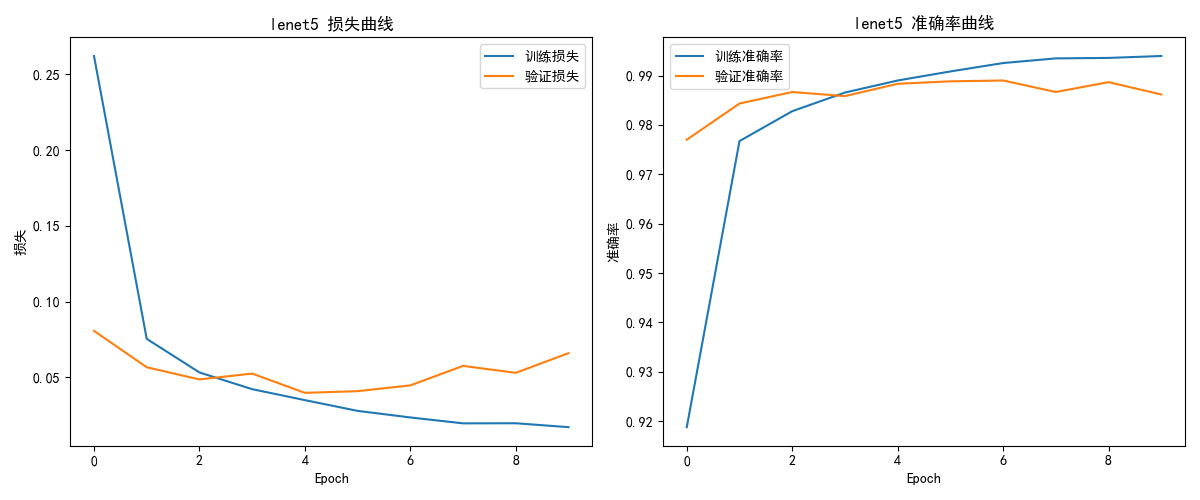 lenet5 损失曲线
训练损失
验证损失
0.25
0.20
0.15
0.10
0.05
损失
0 2 4 6 8
Epoch
lenet5 准确率曲线
训练准确率
验证准确率
0.99
0.98
0.97
0.96
0.95
0.94
0.93
0.92
准确率
0 2 4 6 8
Epoch